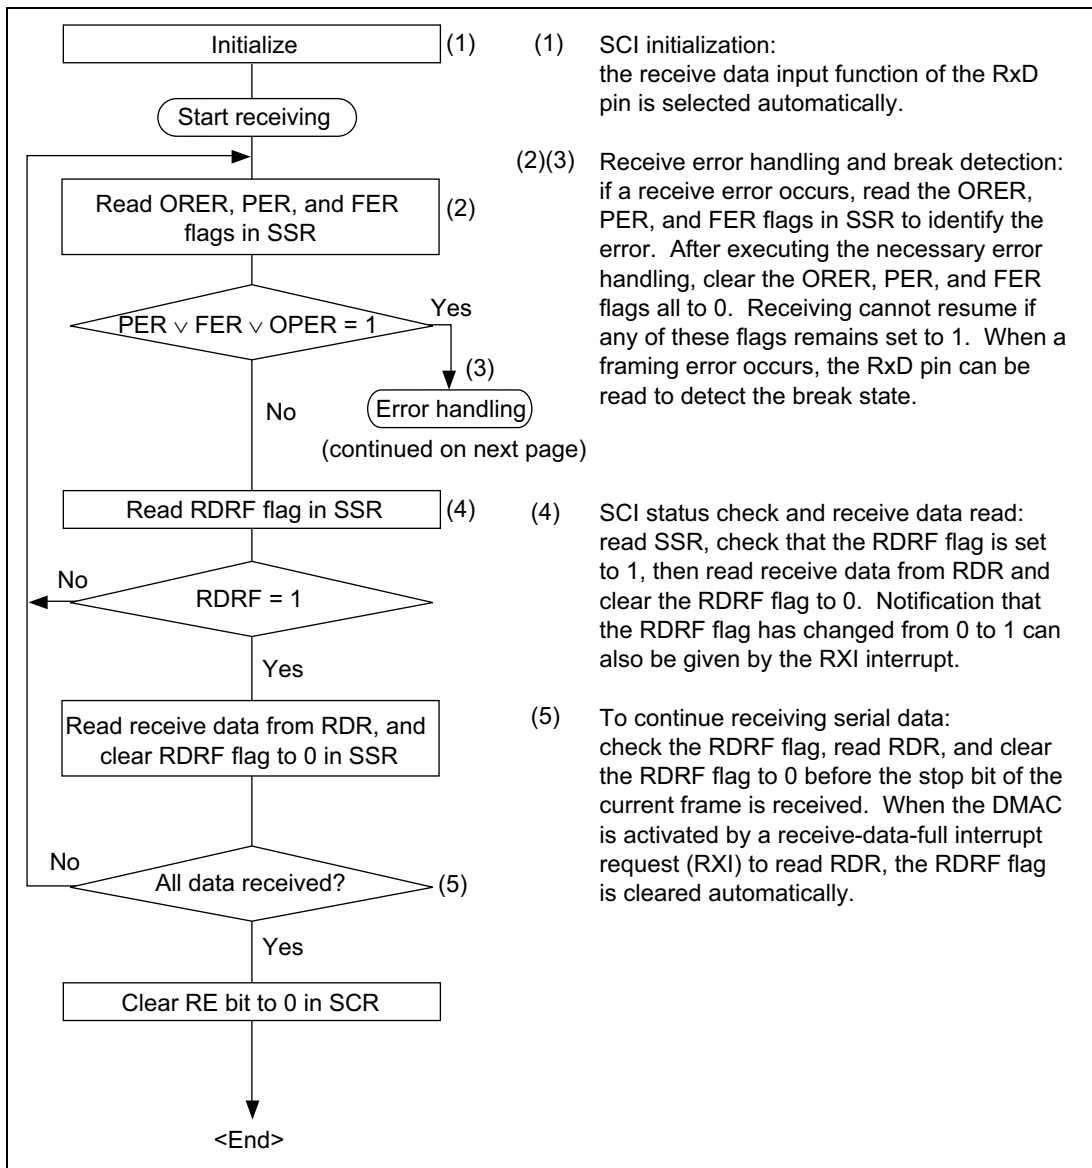 Initialize (1)
Start receiving
Read ORER, PER, and FER
flags in SSR
(2)
PER ∨ FER ∨ OPER = 1
Yes
(3)
No
Error handling
(continued on next page)
Read RDRF flag in SSR (4)
No
RDRF = 1
Yes
Read receive data from RDR, and
clear RDRF flag to 0 in SSR
No
All data received? (5)
Yes
Clear RE bit to 0 in SCR
<End>
(1) SCI initialization:
the receive data input function of the RxD
pin is selected automatically.
(2)(3) Receive error handling and break detection:
if a receive error occurs, read the ORER,
PER, and FER flags in SSR to identify the
error. After executing the necessary error
handling, clear the ORER, PER, and FER
flags all to 0. Receiving cannot resume if
any of these flags remains set to 1. When a
framing error occurs, the RxD pin can be
read to detect the break state.
(4) SCI status check and receive data read:
read SSR, check that the RDRF flag is set
to 1, then read receive data from RDR and
clear the RDRF flag to 0. Notification that
the RDRF flag has changed from 0 to 1 can
also be given by the RXI interrupt.
(5) To continue receiving serial data:
check the RDRF flag, read RDR, and clear
the RDRF flag to 0 before the stop bit of the
current frame is received. When the DMAC
is activated by a receive-data-full interrupt
request (RXI) to read RDR, the RDRF flag
is cleared automatically.